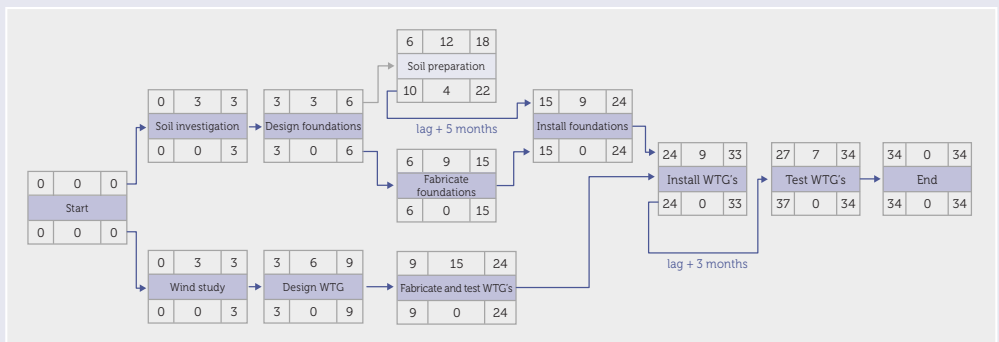 0 0 0
Start
0 0 0
0 3 3
Soil investigation
0 0 3
3 3 6
Design foundations
3 0 6
6 12 18
Soil preparation
10 4 22
lag + 5 months
6 9 15
Fabricate
foundations
6 0 15
15 9 24
Install foundations
15 0 24
0 3 3
Wind study
0 0 3
3 6 9
Design WTG
3 0 9
9 15 24
Fabricate and test WTG's
9 0 24
24 9 33
Install WTG's
24 0 33
lag + 3 months
27 7 34
Test WTG's
37 0 34
34 0 34
End
34 0 34